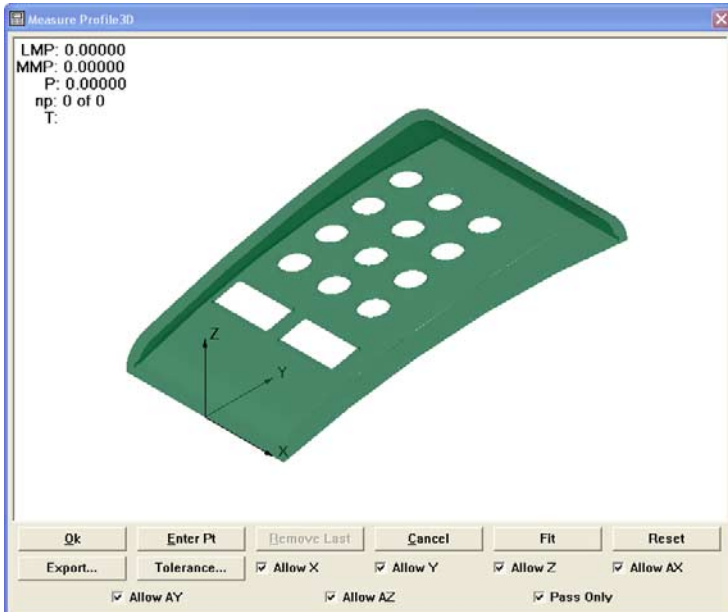 Measure Profile3D
LMP: 0.00000
MMP: 0.00000
P: 0.00000
np: 0 of 0
T:
Z
Y
X
Ok Enter Pt Remove Last Cancel Fit Reset
Export... Tolerance... Allow X Allow Y Allow Z Allow AX
Allow AY Allow AZ Pass Only